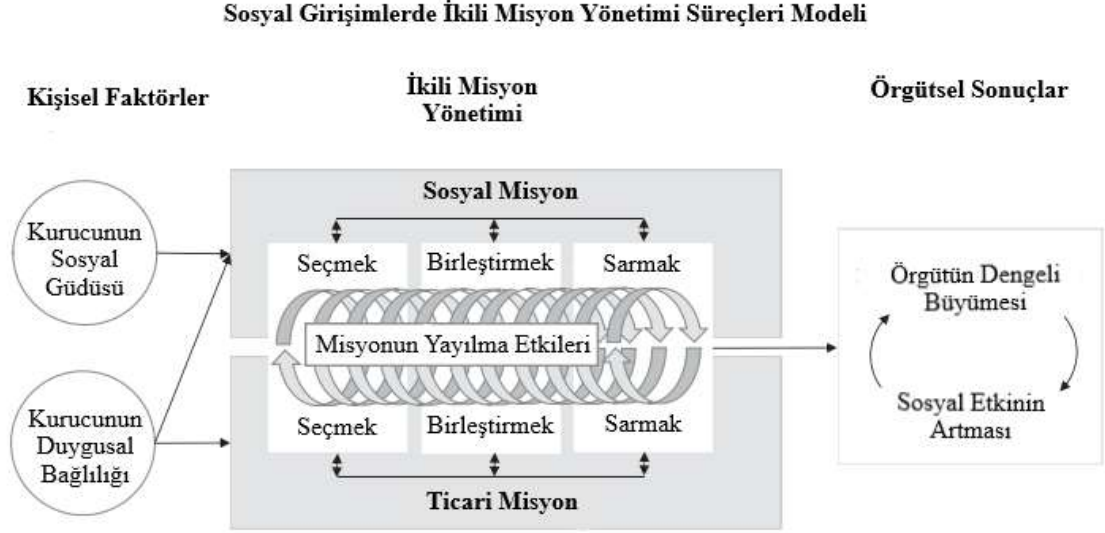 Sosyal Girişimlerde İkili Misyon Yönetimi Süreçleri Modeli
Kişisel Faktörler
İkili Misyon
Yönetimi
Örgütsel Sonuçlar
Kurucunun
Sosyal
Güdüsü
Kurucunun
Duygusal
Bağlılığı
Sosyal Misyon
Seçmek
Birleştirmek
Sarmak
Misyonun Yayılma Etkileri
Seçmek
Birleştirmek
Sarmak
Ticari Misyon
Örgütün Dengeli
Büyümesi
Sosyal Etkinin
Artması